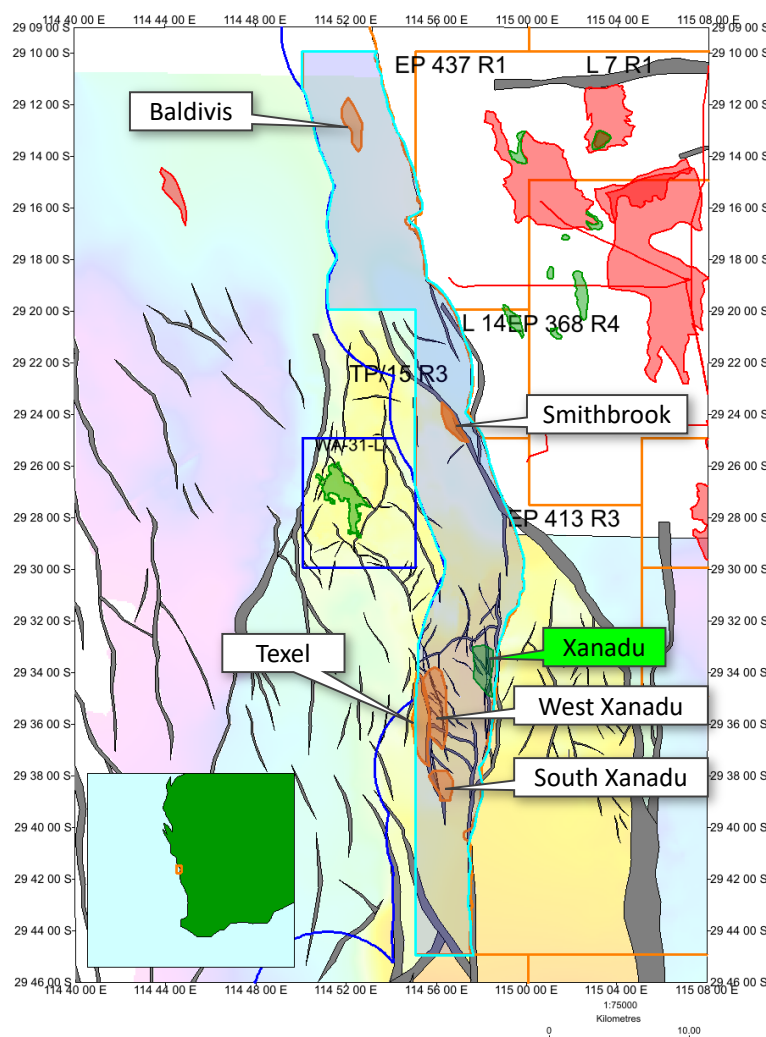 114 40 00 E 114 44 00 E 114 48 00 E 114 52 00 E 114 56 00 E 115 00 00 E 115 04 00 E 115 08 00 E
29 09 00 S 29 09 00 S
29 10 00 S 29 10 00 S
EP 437 R1 L 7 R1
29 12 00 S 29 12 00 S
Baldivis
29 14 00 S 29 14 00 S
29 16 00 S 29 16 00 S
29 18 00 S 29 18 00 S
29 20 00 S 29 20 00 S
L 14 EP 368 R4
29 22 00 S 29 22 00 S
TP/15 R3
29 24 00 S 29 24 00 S
Smithbrook
WA-31-L
29 26 00 S 29 26 00 S
29 28 00 S 29 28 00 S
EP 413 R3
29 30 00 S 29 30 00 S
29 32 00 S 29 32 00 S
Texel
Xanadu
29 34 00 S 29 34 00 S
West Xanadu
29 36 00 S 29 36 00 S
29 38 00 S 29 38 00 S
South Xanadu
29 40 00 S 29 40 00 S
29 42 00 S 29 42 00 S
29 44 00 S 29 44 00 S
29 46 00 S 29 46 00 S
114 40 00 E 114 44 00 E 114 48 00 E 114 52 00 E 114 56 00 E 115 00 00 E 115 04 00 E 115 08 00 E
1:75000
Kilometres
0 10.00